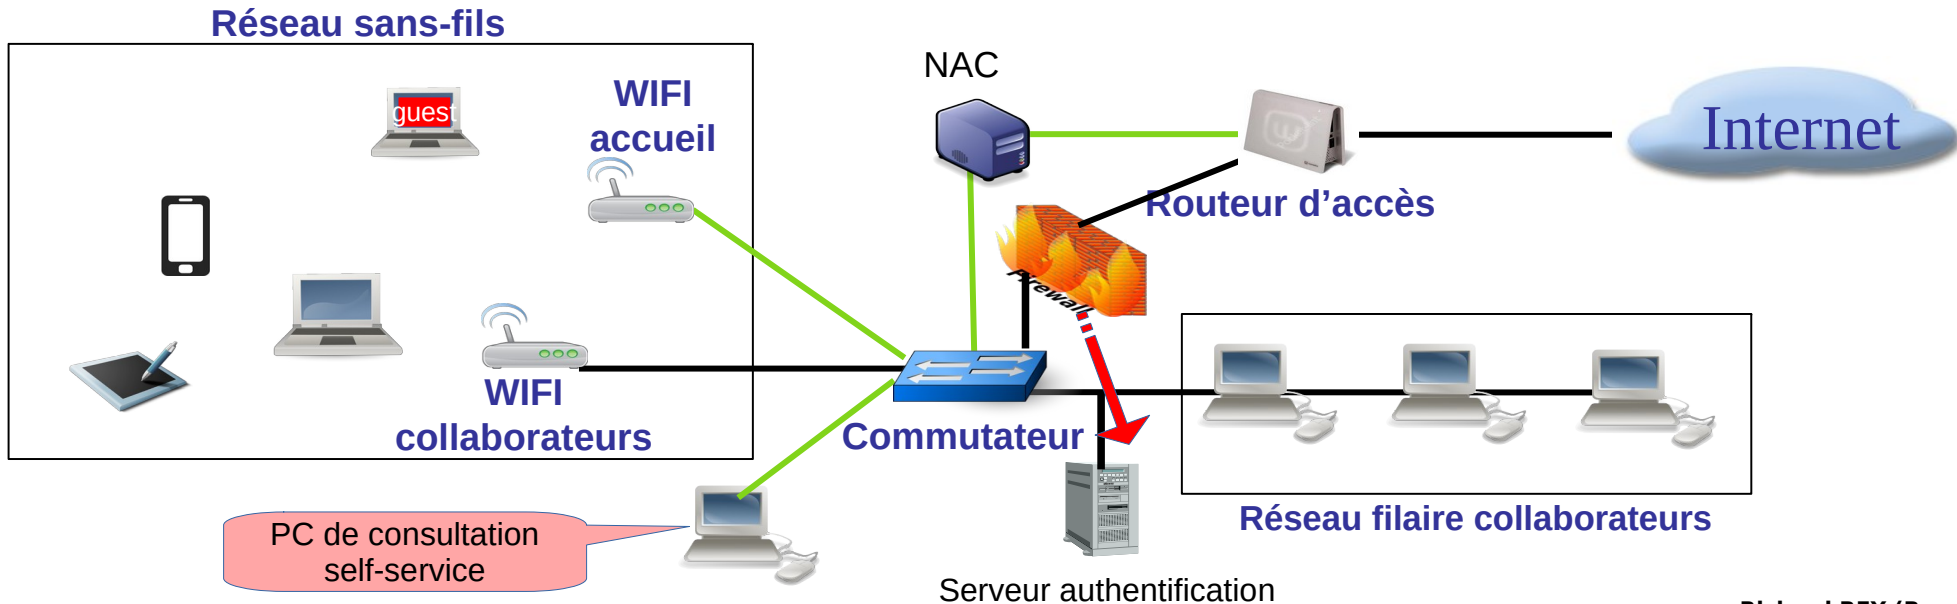 Réseau sans-fils
NAC
guest
WIFI
accueil
Internet
Routeur d'accès
Firewall
WIFI
collaborateurs
Commutateur
PC de consultation
self-service
Réseau filaire collaborateurs
Serveur authentification